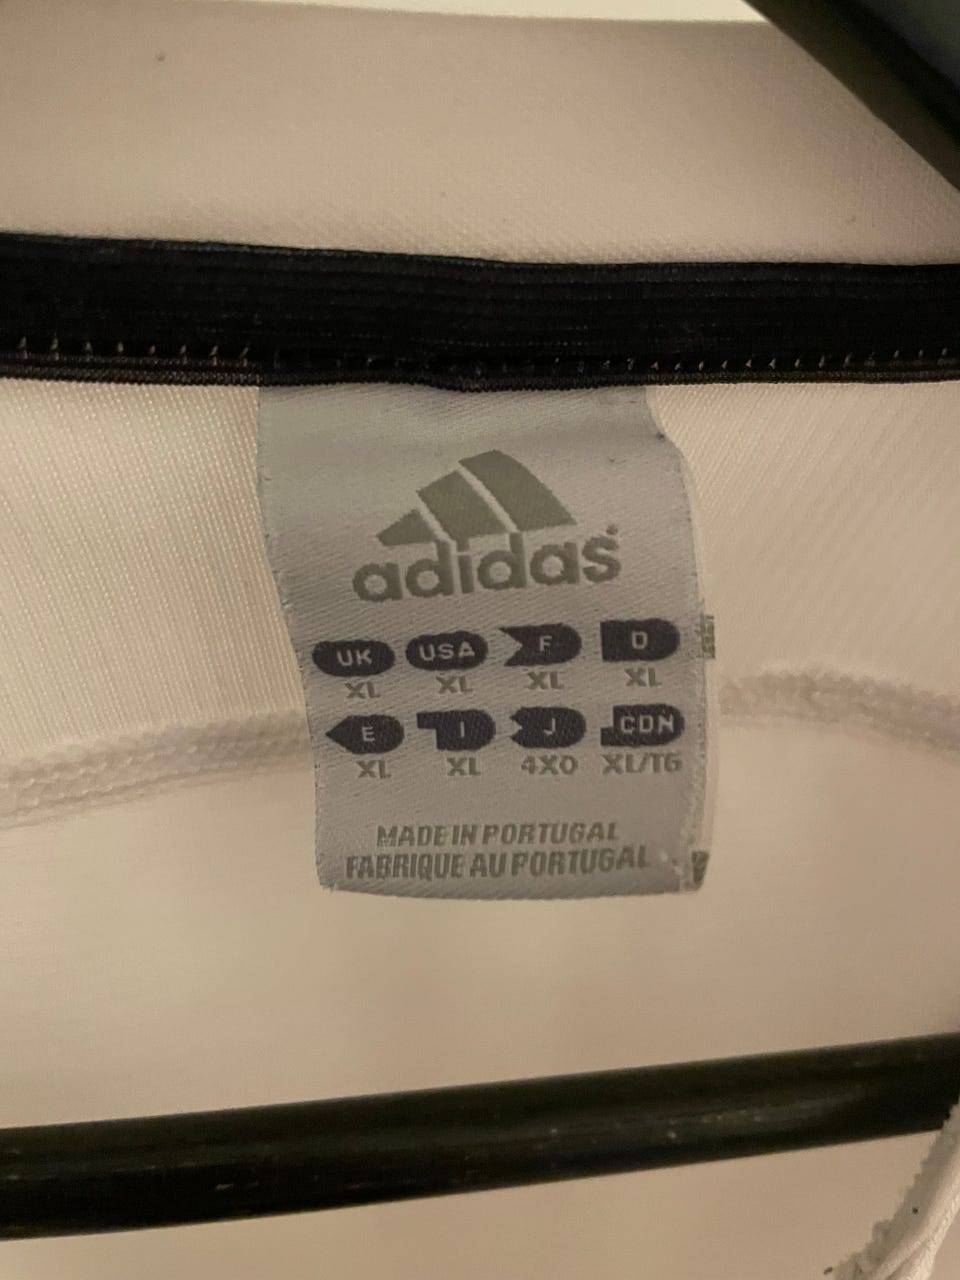 adidas
UK USA F D
XL XL XL XL
E I J CDN
XL XL 4XO XL/TG
MADE IN PORTUGAL
FABRIQUE AU PORTUGAL